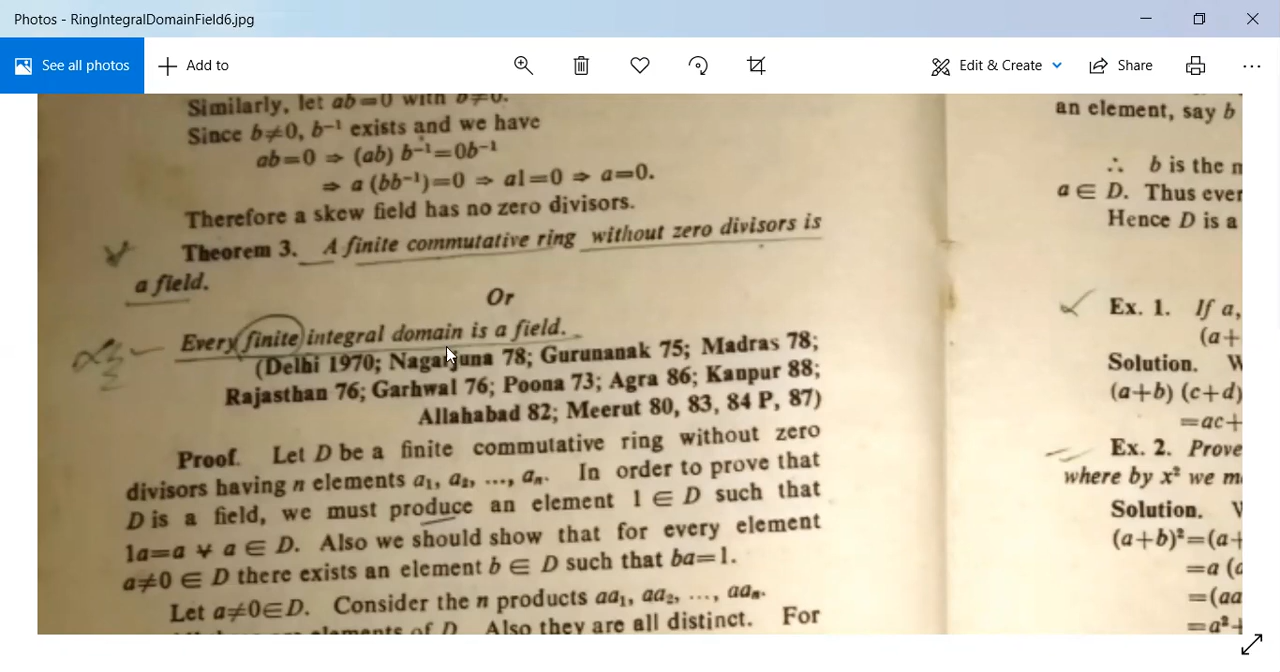 Photos - RingIntegralDomainField6.jpg
See all photos
Add to
Edit & Create
Share
Similarly, let ab=0 with b≠0.
Since b≠0, b⁻¹ exists and we have
ab=0 ⇒ (ab) b⁻¹=0b⁻¹
⇒ a (bb⁻¹)=0 ⇒ a1=0 ⇒ a=0.
Therefore a skew field has no zero divisors.
Theorem 3. A finite commutative ring without zero divisors is
a field.
Or
Every finite integral domain is a field.
(Delhi 1970; Nagarjuna 78; Gurunanak 75; Madras 78;
Rajasthan 76; Garhwal 76; Poona 73; Agra 86; Kanpur 88;
Allahabad 82; Meerut 80, 83, 84 P, 87)
Proof. Let D be a finite commutative ring without zero
divisors having n elements a₁, a₂, ..., aₙ. In order to prove that
D is a field, we must produce an element 1 ∈ D such that
1a=a ∀ a ∈ D. Also we should show that for every element
a≠0 ∈ D there exists an element b ∈ D such that ba=1.
Let a≠0∈D. Consider the n products aa₁, aa₂, ..., aaₙ.
elements of D. Also they are all distinct. For
an element, say b
∴ b is the
a ∈ D. Thus ever
Hence D is a
Ex. 1. If a,
(a+
Solution.
(a+b) (c+d)
=ac+
Ex. 2. Prove
where by x² we m
Solution.
(a+b)²=(a+
=a (a
=(aa
=a²+